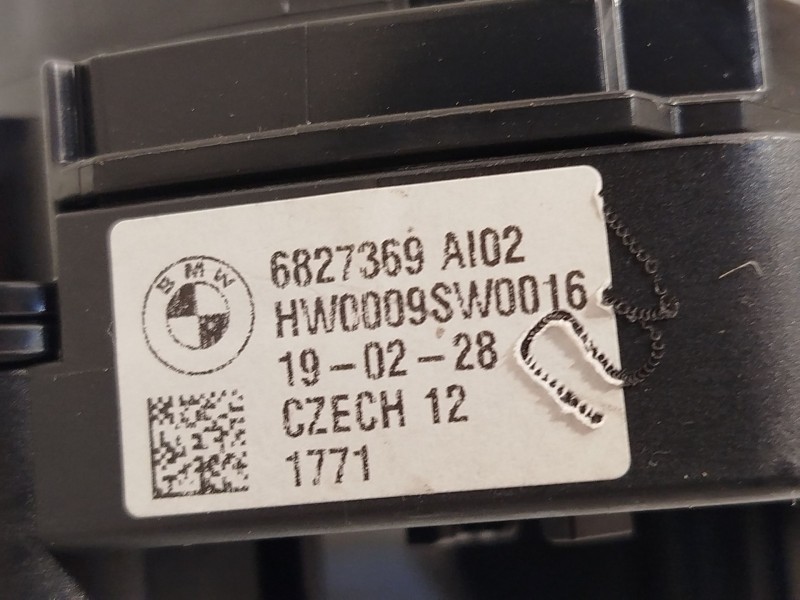 BMW
6827369 AI02
HW0009SW0016
19-02-28
CZECH 12
1771